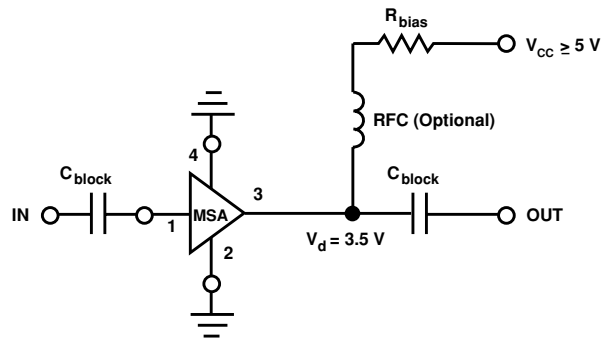 Rbias
VCC ≥ 5 V
RFC (Optional)
4
Cblock
3
Cblock
IN
1
MSA
OUT
2
Vd = 3.5 V